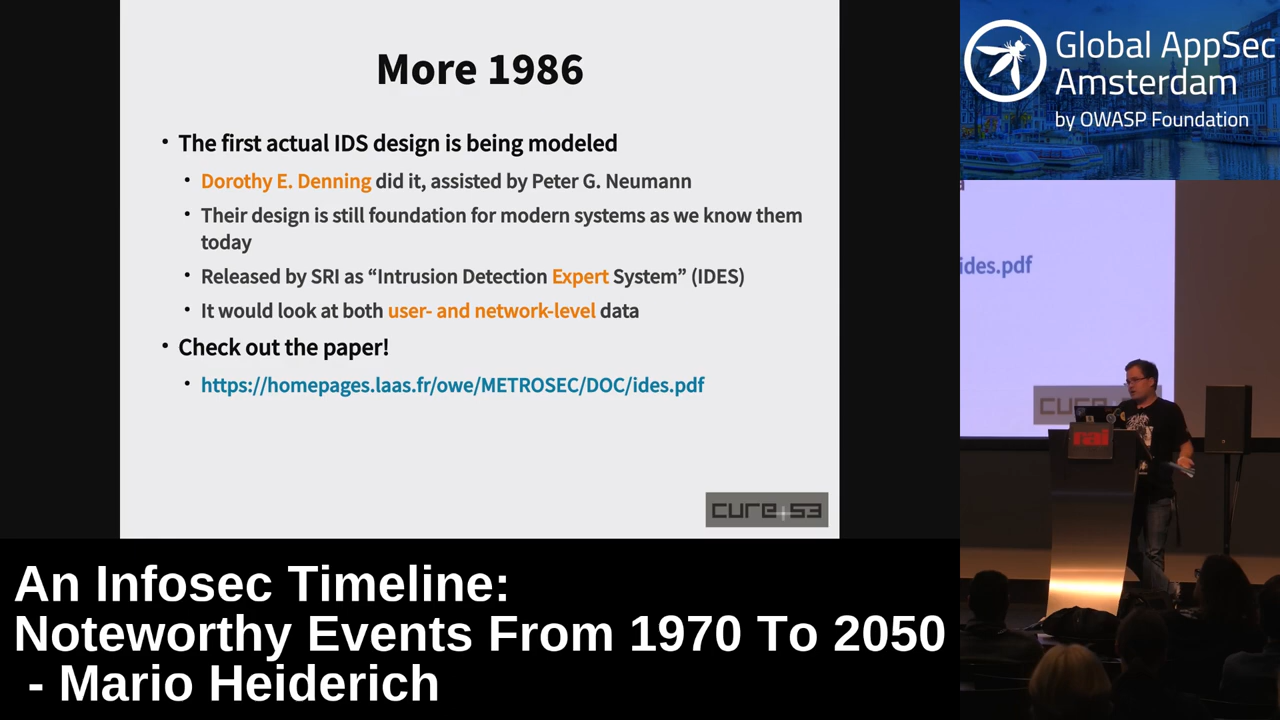 More 1986
• The first actual IDS design is being modeled
• Dorothy E. Denning did it, assisted by Peter G. Neumann
• Their design is still foundation for modern systems as we know them
today
• Released by SRI as “Intrusion Detection Expert System” (IDES)
• It would look at both user- and network-level data
• Check out the paper!
• https://homepages.laas.fr/owe/METROSEC/DOC/ides.pdf
cure+53
Global AppSec
Amsterdam
by OWASP Foundation
ides.pdf
cure
rai
An Infosec Timeline:
Noteworthy Events From 1970 To 2050
- Mario Heiderich